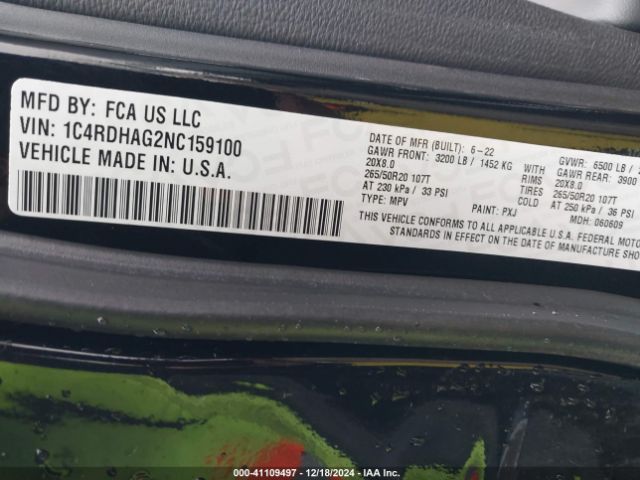 MFD BY: FCA US LLC
VIN: 1C4RDHAG2NC159100
VEHICLE MADE IN: U.S.A.
DATE OF MFR (BUILT): 6-22 GVWR: 6500 LB /
GAWR FRONT: 3200 LB / 1452 KG WITH GAWR REAR: 3900
20X8.0 RIMS 20X8.0
265/50R20 107T TIRES 265/50R20 107T
AT 230 kPa / 33 PSI COLD AT 250 kPa / 36 PSI
TYPE: MPV PAINT: PXJ MDH: 060609
THIS VEHICLE CONFORMS TO ALL APPLICABLE U.S.A. FEDERAL MOTOR
STANDARDS IN EFFECT ON THE DATE OF MANUFACTURE SHO
000-41109497 - 12/18/2024 - IAA Inc.